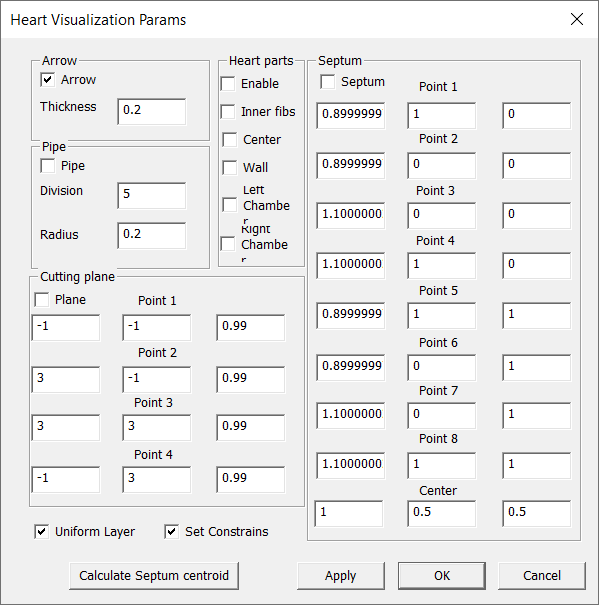 Heart Visualization Params
Arrow
Arrow
Thickness 0.2
Pipe
Pipe
Division 5
Radius 0.2
Heart parts
Enable
Inner fibs
Center
Wall
Left
Chambe
r
Right
Chambe
r
Septum
Septum Point 1
0.8999999 1 0
Point 2
0.8999999 0 0
Point 3
1.1000000 0 0
Point 4
1.1000000 1 0
Point 5
0.8999999 1 1
Point 6
0.8999999 0 1
Point 7
1.1000000 0 1
Point 8
1.1000000 1 1
Center
1 0.5 0.5
Cutting plane
Plane Point 1
-1 -1 0.99
Point 2
3 -1 0.99
Point 3
3 3 0.99
Point 4
-1 3 0.99
Uniform Layer Set Constrains
Calculate Septum centroid Apply OK Cancel